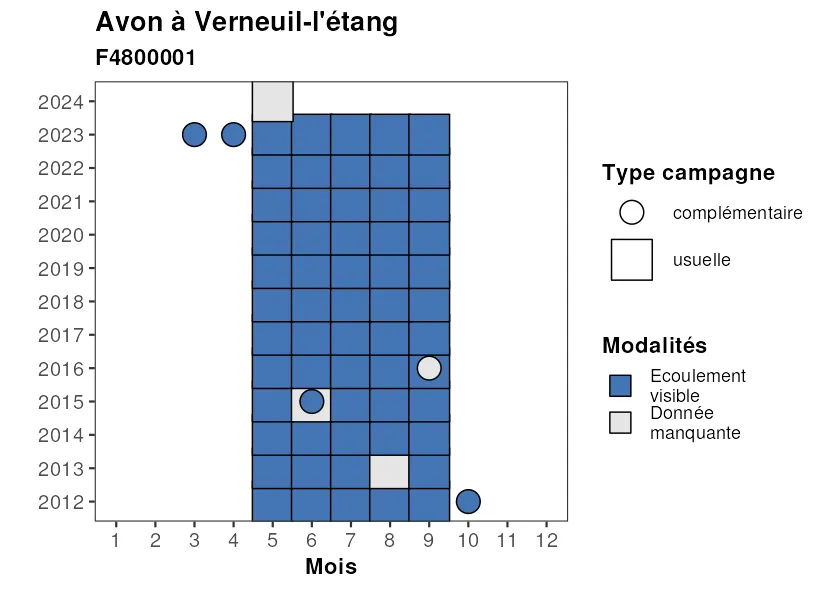 Avon à Verneuil-l'étang
F4800001
2024
2023
2022
2021
2020
2019
2018
2017
2016
2015
2014
2013
2012
1 2 3 4 5 6 7 8 9 10 11 12
Mois
Type campagne
complémentaire
usuelle
Modalités
Ecoulement
visible
Donnée
manquante